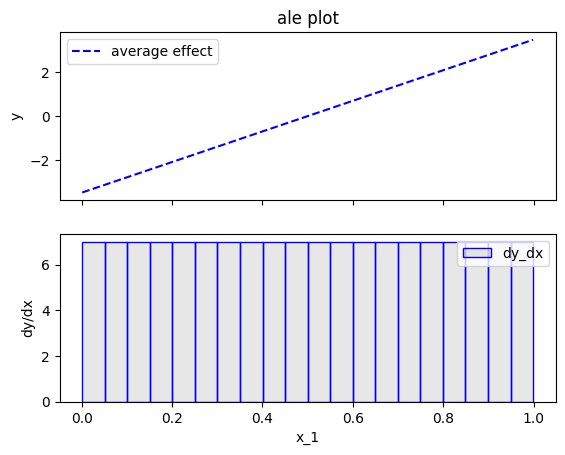 ale plot
average effect
2
0
−2
y
dy_dx
6
4
2
0
dy/dx
0.0 0.2 0.4 0.6 0.8 1.0
x_1